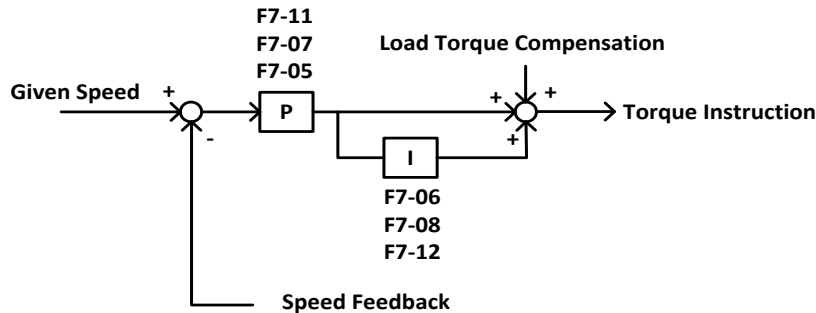 F7-11
F7-07
F7-05
Load Torque Compensation
Given Speed
+
P
+
+
Torque Instruction
-
+
I
F7-06
F7-08
F7-12
Speed Feedback